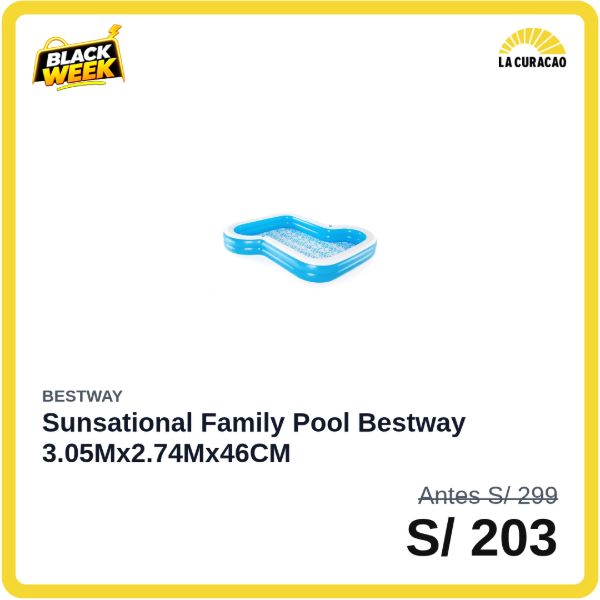 BLACK
WEEK
LA CURACAO
BESTWAY
Sunsational Family Pool Bestway
3.05Mx2.74Mx46CM
Antes S/ 299
S/ 203